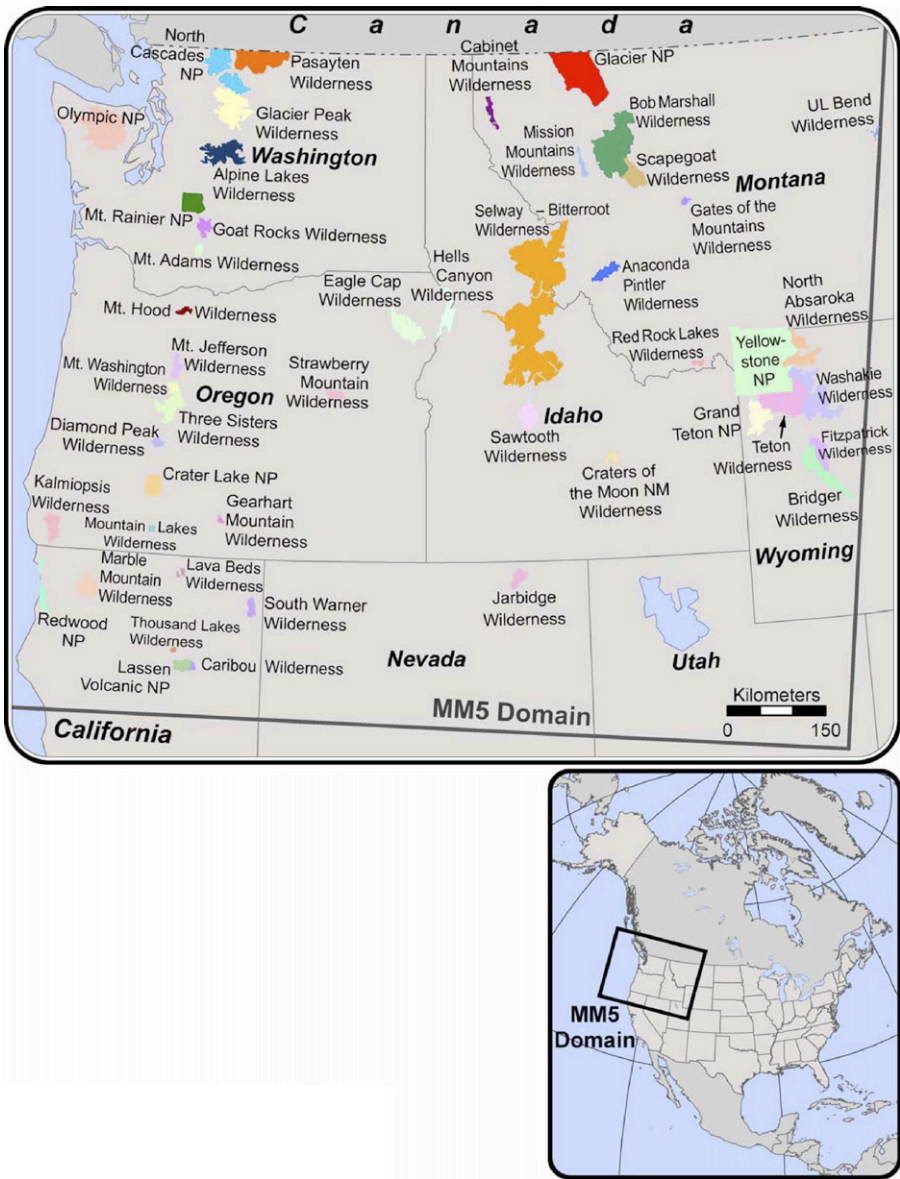 C a n a d a
North
Cascades
NP
Pasayten
Wilderness
Cabinet
Mountains
Wilderness
Glacier NP
Olympic NP
Glacier Peak
Wilderness
Bob Marshall
Wilderness
UL Bend
Wilderness
Mission
Mountains
Wilderness
Washington
Scapegoat
Wilderness
Alpine Lakes
Wilderness
Montana
Mt. Rainier NP
Goat Rocks Wilderness
Selway – Bitterroot
Wilderness
Gates of the
Mountains
Wilderness
Mt. Adams Wilderness
Eagle Cap
Wilderness
Hells
Canyon
Wilderness
Anaconda
Pintler
Wilderness
North
Absaroka
Wilderness
Mt. Hood Wilderness
Mt. Jefferson
Wilderness
Red Rock Lakes
Wilderness
Yellow-
stone
NP
Mt. Washington
Wilderness
Strawberry
Mountain
Wilderness
Washakie
Wilderness
Oregon
Three Sisters
Wilderness
Idaho
Grand
Teton NP
Diamond Peak
Wilderness
Sawtooth
Wilderness
Teton
Wilderness
Fitzpatrick
Wilderness
Crater Lake NP
Craters of
the Moon NM
Wilderness
Kalmiopsis
Wilderness
Gearhart
Mountain
Wilderness
Bridger
Wilderness
Mountain Lakes
Wilderness
Wyoming
Marble
Mountain
Wilderness
Lava Beds
Wilderness
Jarbidge
Wilderness
South Warner
Wilderness
Redwood
NP
Thousand Lakes
Wilderness
Nevada
Utah
Lassen
Volcanic NP
Caribou Wilderness
Kilometers
0 150
MM5 Domain
California
MM5
Domain